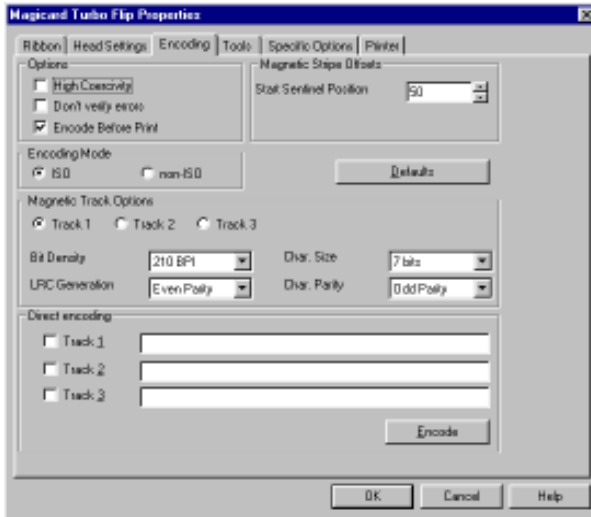 Magicard Turbo Flip Properties
Ribbon Head Settings Encoding Tools Specific Options Printer
Options
High Coercivity
Don't verify errors
Encode Before Print
Magnetic Stripe Offsets
Start Sentinel Position 50
Encoding Mode
ISO non-ISO
Defaults
Magnetic Track Options
Track 1 Track 2 Track 3
Bit Density 210 BPI Char. Size 7 bits
LRC Generation Even Parity Char. Parity Odd Parity
Direct encoding
Track 1
Track 2
Track 3
Encode
OK Cancel Help